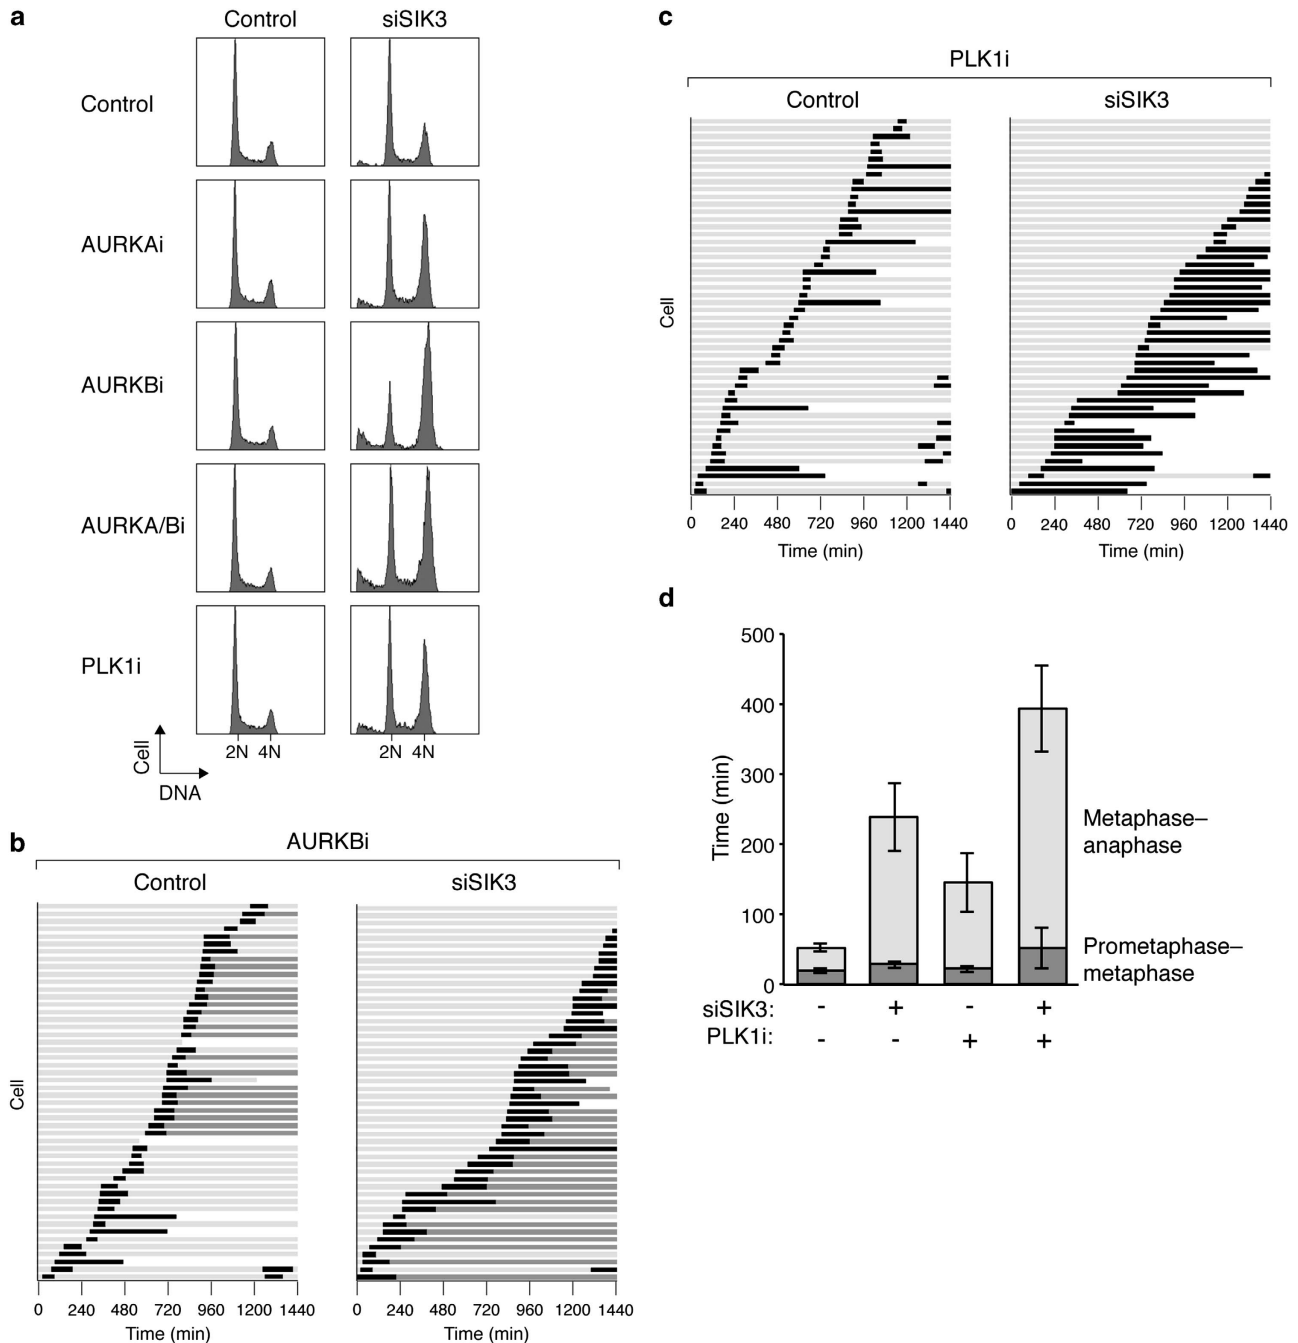 a
Control siSIK3
Control
AURKAi
AURKBi
AURKA/Bi
PLK1i
2N 4N 2N 4N
Cell
DNA
b
AURKBi
Control siSIK3
Cell
0 240 480 720 960 1200 1440 0 240 480 720 960 1200 1440
Time (min) Time (min)
c
PLK1i
Control siSIK3
Cell
0 240 480 720 960 1200 1440 0 240 480 720 960 1200 1440
Time (min) Time (min)
d
Time (min)
500
400
300
200
100
0
Metaphase–
anaphase
Prometaphase–
metaphase
siSIK3: - + - +
PLK1i: - - + +